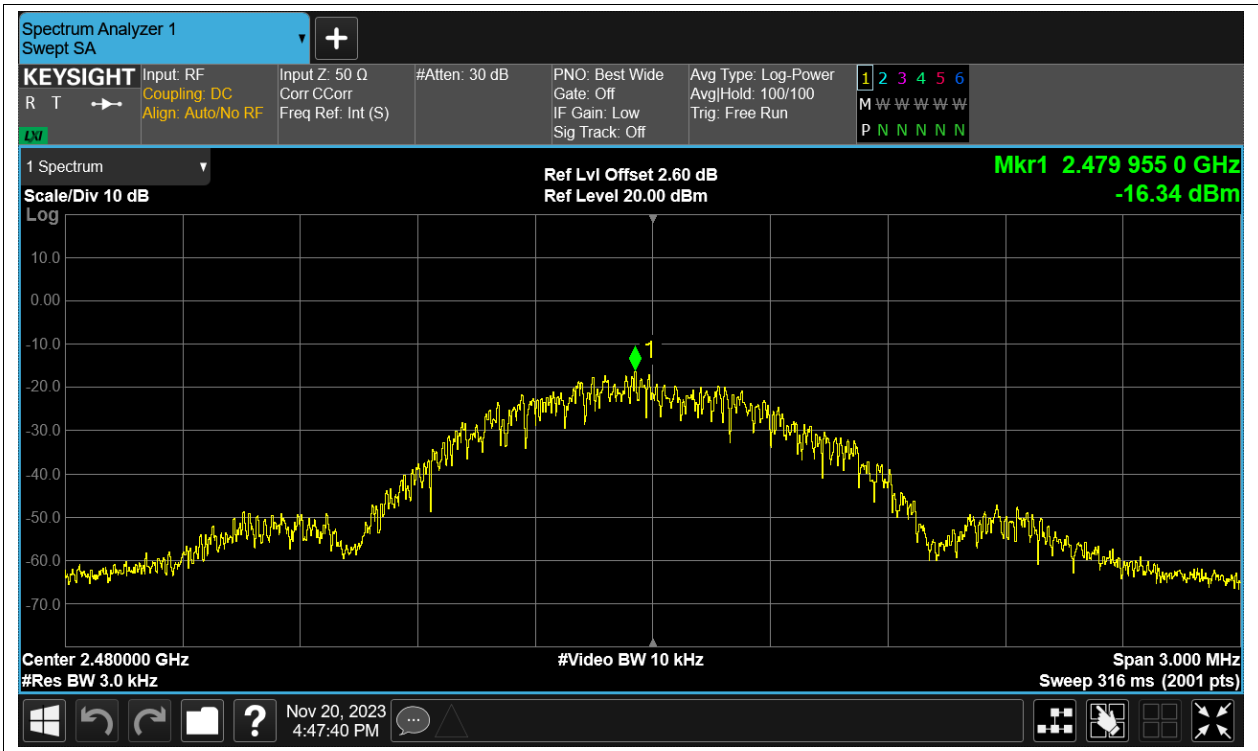 Spectrum Analyzer 1
Swept SA
KEYSIGHT
R T
LXI
Input: RF
Coupling: DC
Align: Auto/No RF
Input Z: 50 Ω
Corr CCorr
Freq Ref: Int (S)
#Atten: 30 dB
PNO: Best Wide
Gate: Off
IF Gain: Low
Sig Track: Off
Avg Type: Log-Power
Avg|Hold: 100/100
Trig: Free Run
1 2 3 4 5 6
M W W W W W
P N N N N N
1 Spectrum
Scale/Div 10 dB
Log
Ref Lvl Offset 2.60 dB
Ref Level 20.00 dBm
Mkr1 2.479 955 0 GHz
-16.34 dBm
10.0
0.00
-10.0
1
-20.0
-30.0
-40.0
-50.0
-60.0
-70.0
Center 2.480000 GHz
#Video BW 10 kHz
Span 3.000 MHz
#Res BW 3.0 kHz
Sweep 316 ms (2001 pts)
?
Nov 20, 2023
4:47:40 PM